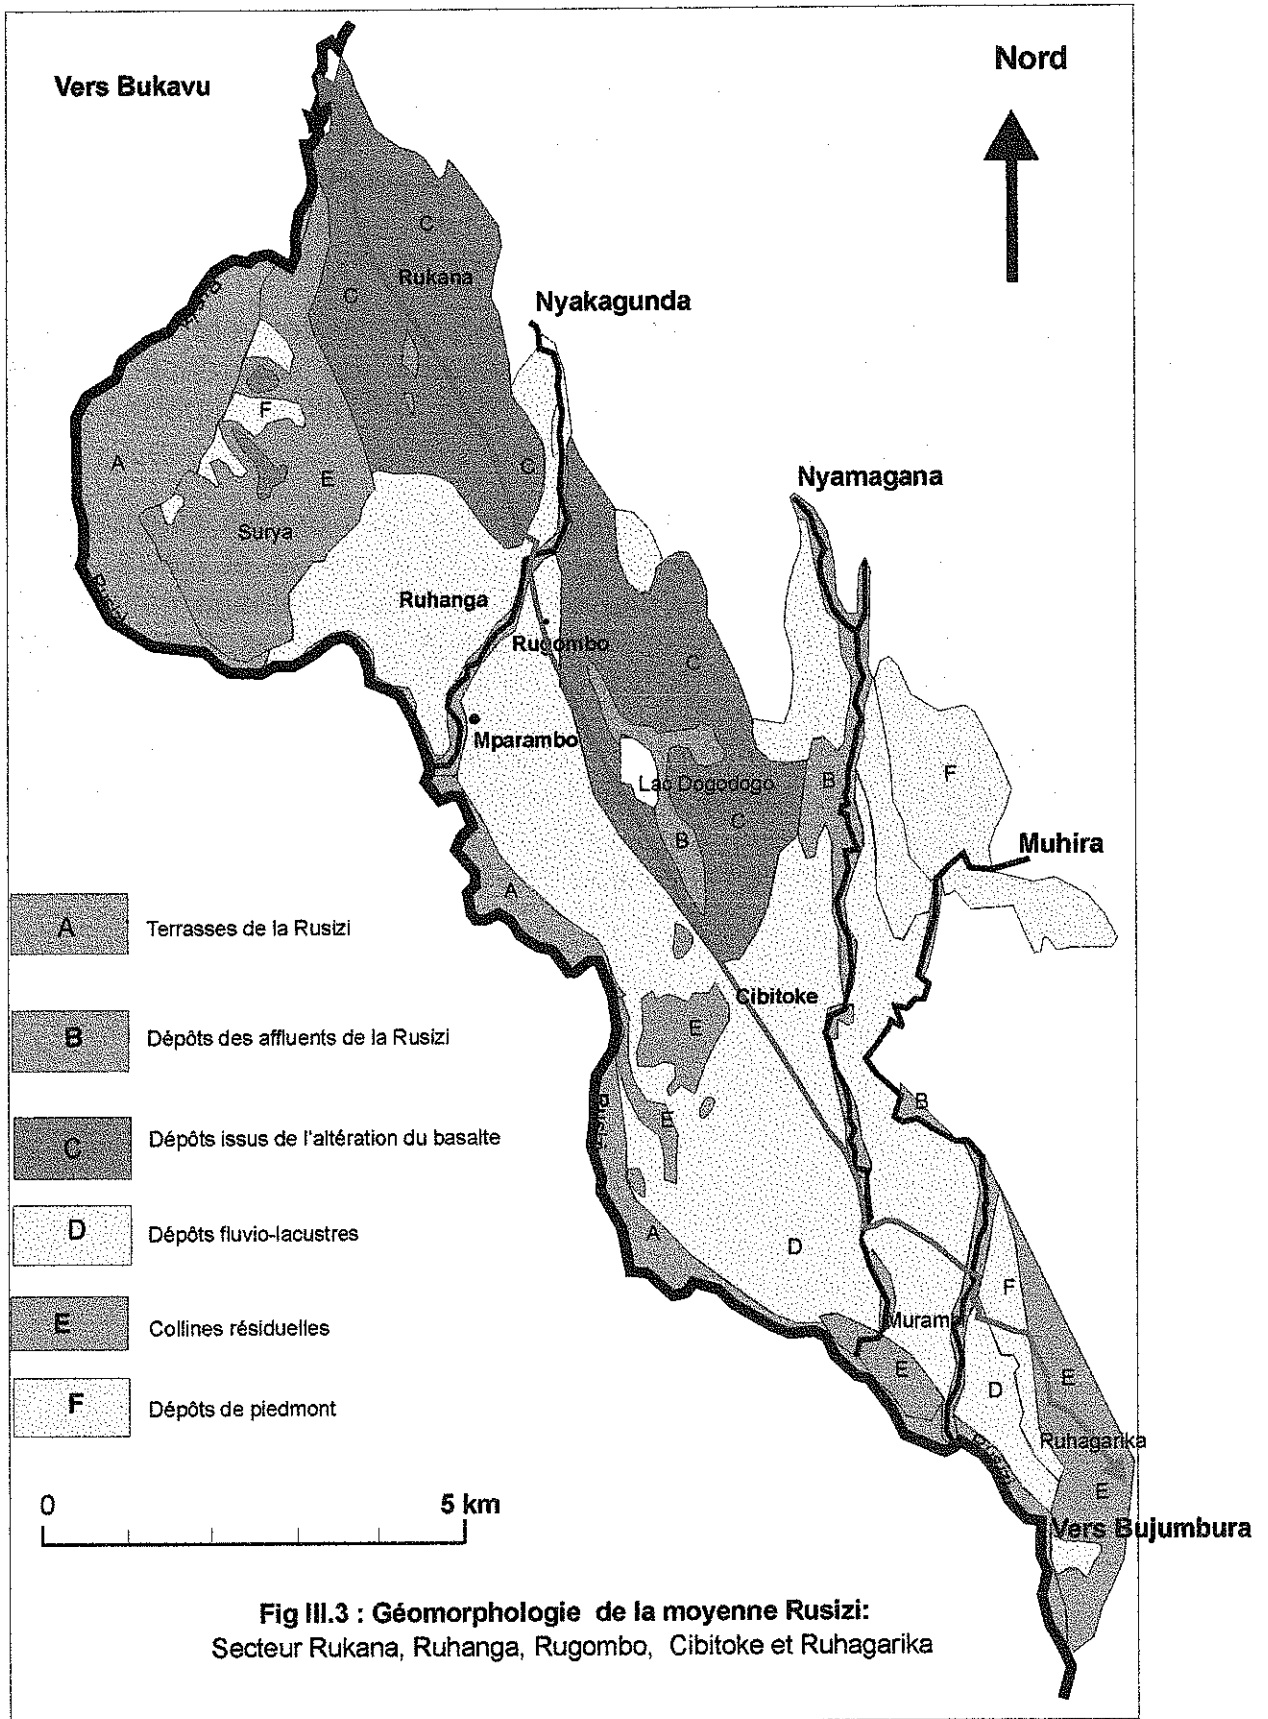 Nord
Vers Bukavu
C
Rukana
C
Nyakagunda
F
A
E
C
Nyamagana
Surya
Ruhanga
Rugombo
C
Mparambo
Lac Dogodogo
B
F
C
B
Muhira
A
A Terrasses de la Rusizi
Cibitoke
E
B Dépôts des affluents de la Rusizi
B
E
C Dépôts issus de l'altération du basalte
D Dépôts fluvio-lacustres
A
D
F
E Collines résiduelles
Muramb
E
E
D
F Dépôts de piedmont
Rusizi
Ruhagarika
E
0 5 km
Vers Bujumbura
Fig III.3 : Géomorphologie de la moyenne Rusizi:
Secteur Rukana, Ruhanga, Rugombo, Cibitoke et Ruhagarika